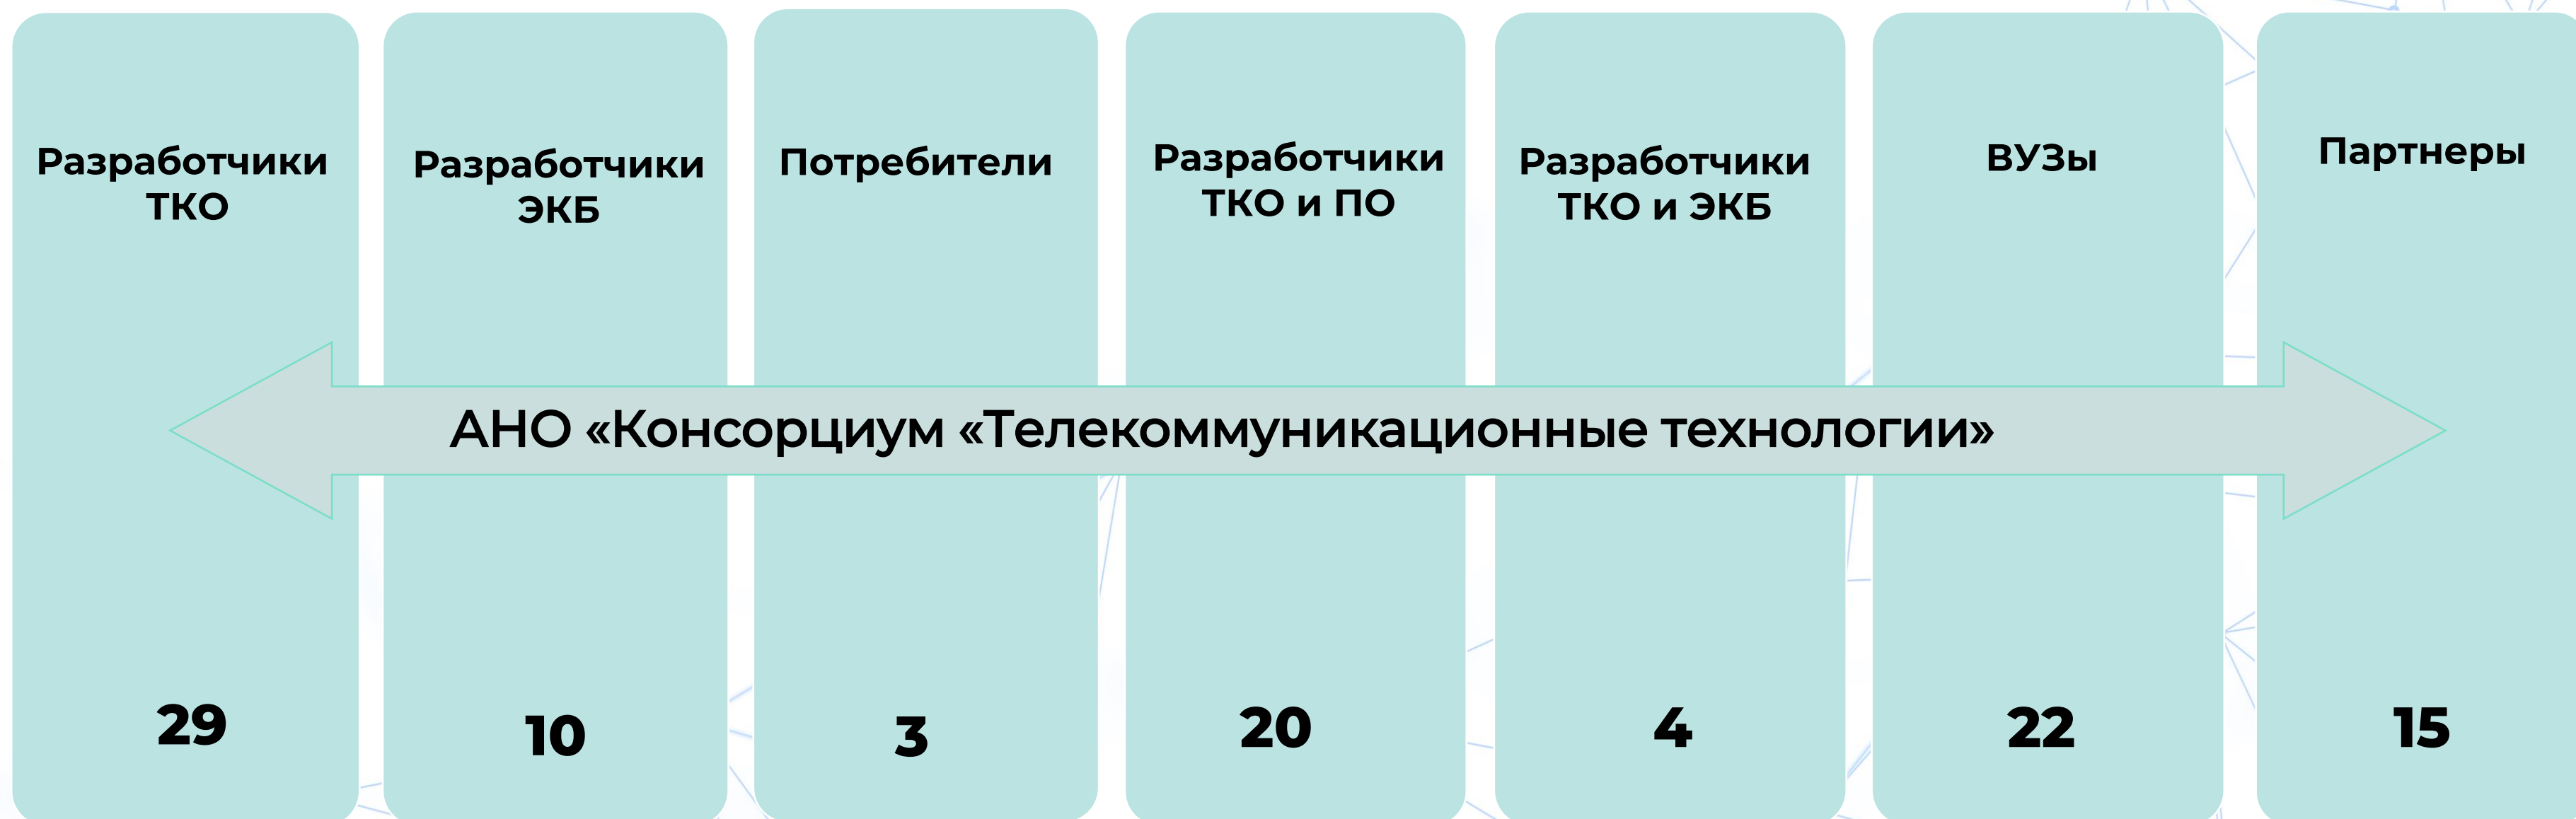 Разработчики
ТКО
Разработчики
ЭКБ
Потребители
Разработчики
ТКО и ПО
Разработчики
ТКО и ЭКБ
ВУЗы
Партнеры
АНО «Консорциум «Телекоммуникационные технологии»
29
10
3
20
4
22
15